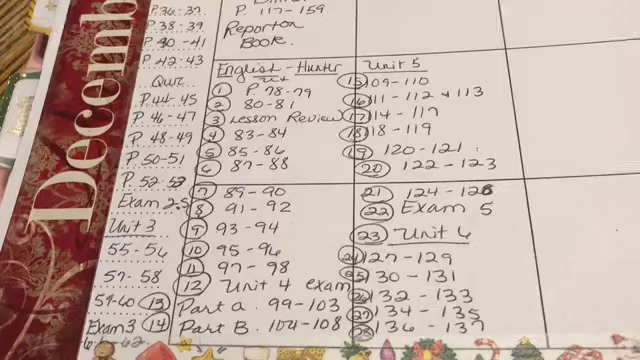 December
P. 36-37
P. 38-39
P. 40-41
P. 42-43
Quiz
P. 44-45
P. 46-47
P. 48-49
P. 50-51
P. 52-53
Exam 2
Unit 3
55-56
57-58
59-60 (13)
Exam 3 (14)
P. 117-159
Report on
Book.
English - Hunter
(1) P. 78-79
(2) 80-81
(3) Lesson Review
(4) 83-84
(5) 85-86
(6) 87-88
(7) 89-90
(8) 91-92
(9) 93-94
(10) 95-96
(11) 97-98
(12) Unit 4 exam
Part A. 99-103
Part B. 104-108
Unit 5
(15) 109-110
(16) 111-112 + 113
(17) 114-117
(18) 118-119
(19) 120-121
(20) 122-123
(21) 124-126
(22) Exam 5
(23) Unit 6
(24) 127-129
(25) 130-131
(26) 132-133
(27) 134-135
(28) 136-137